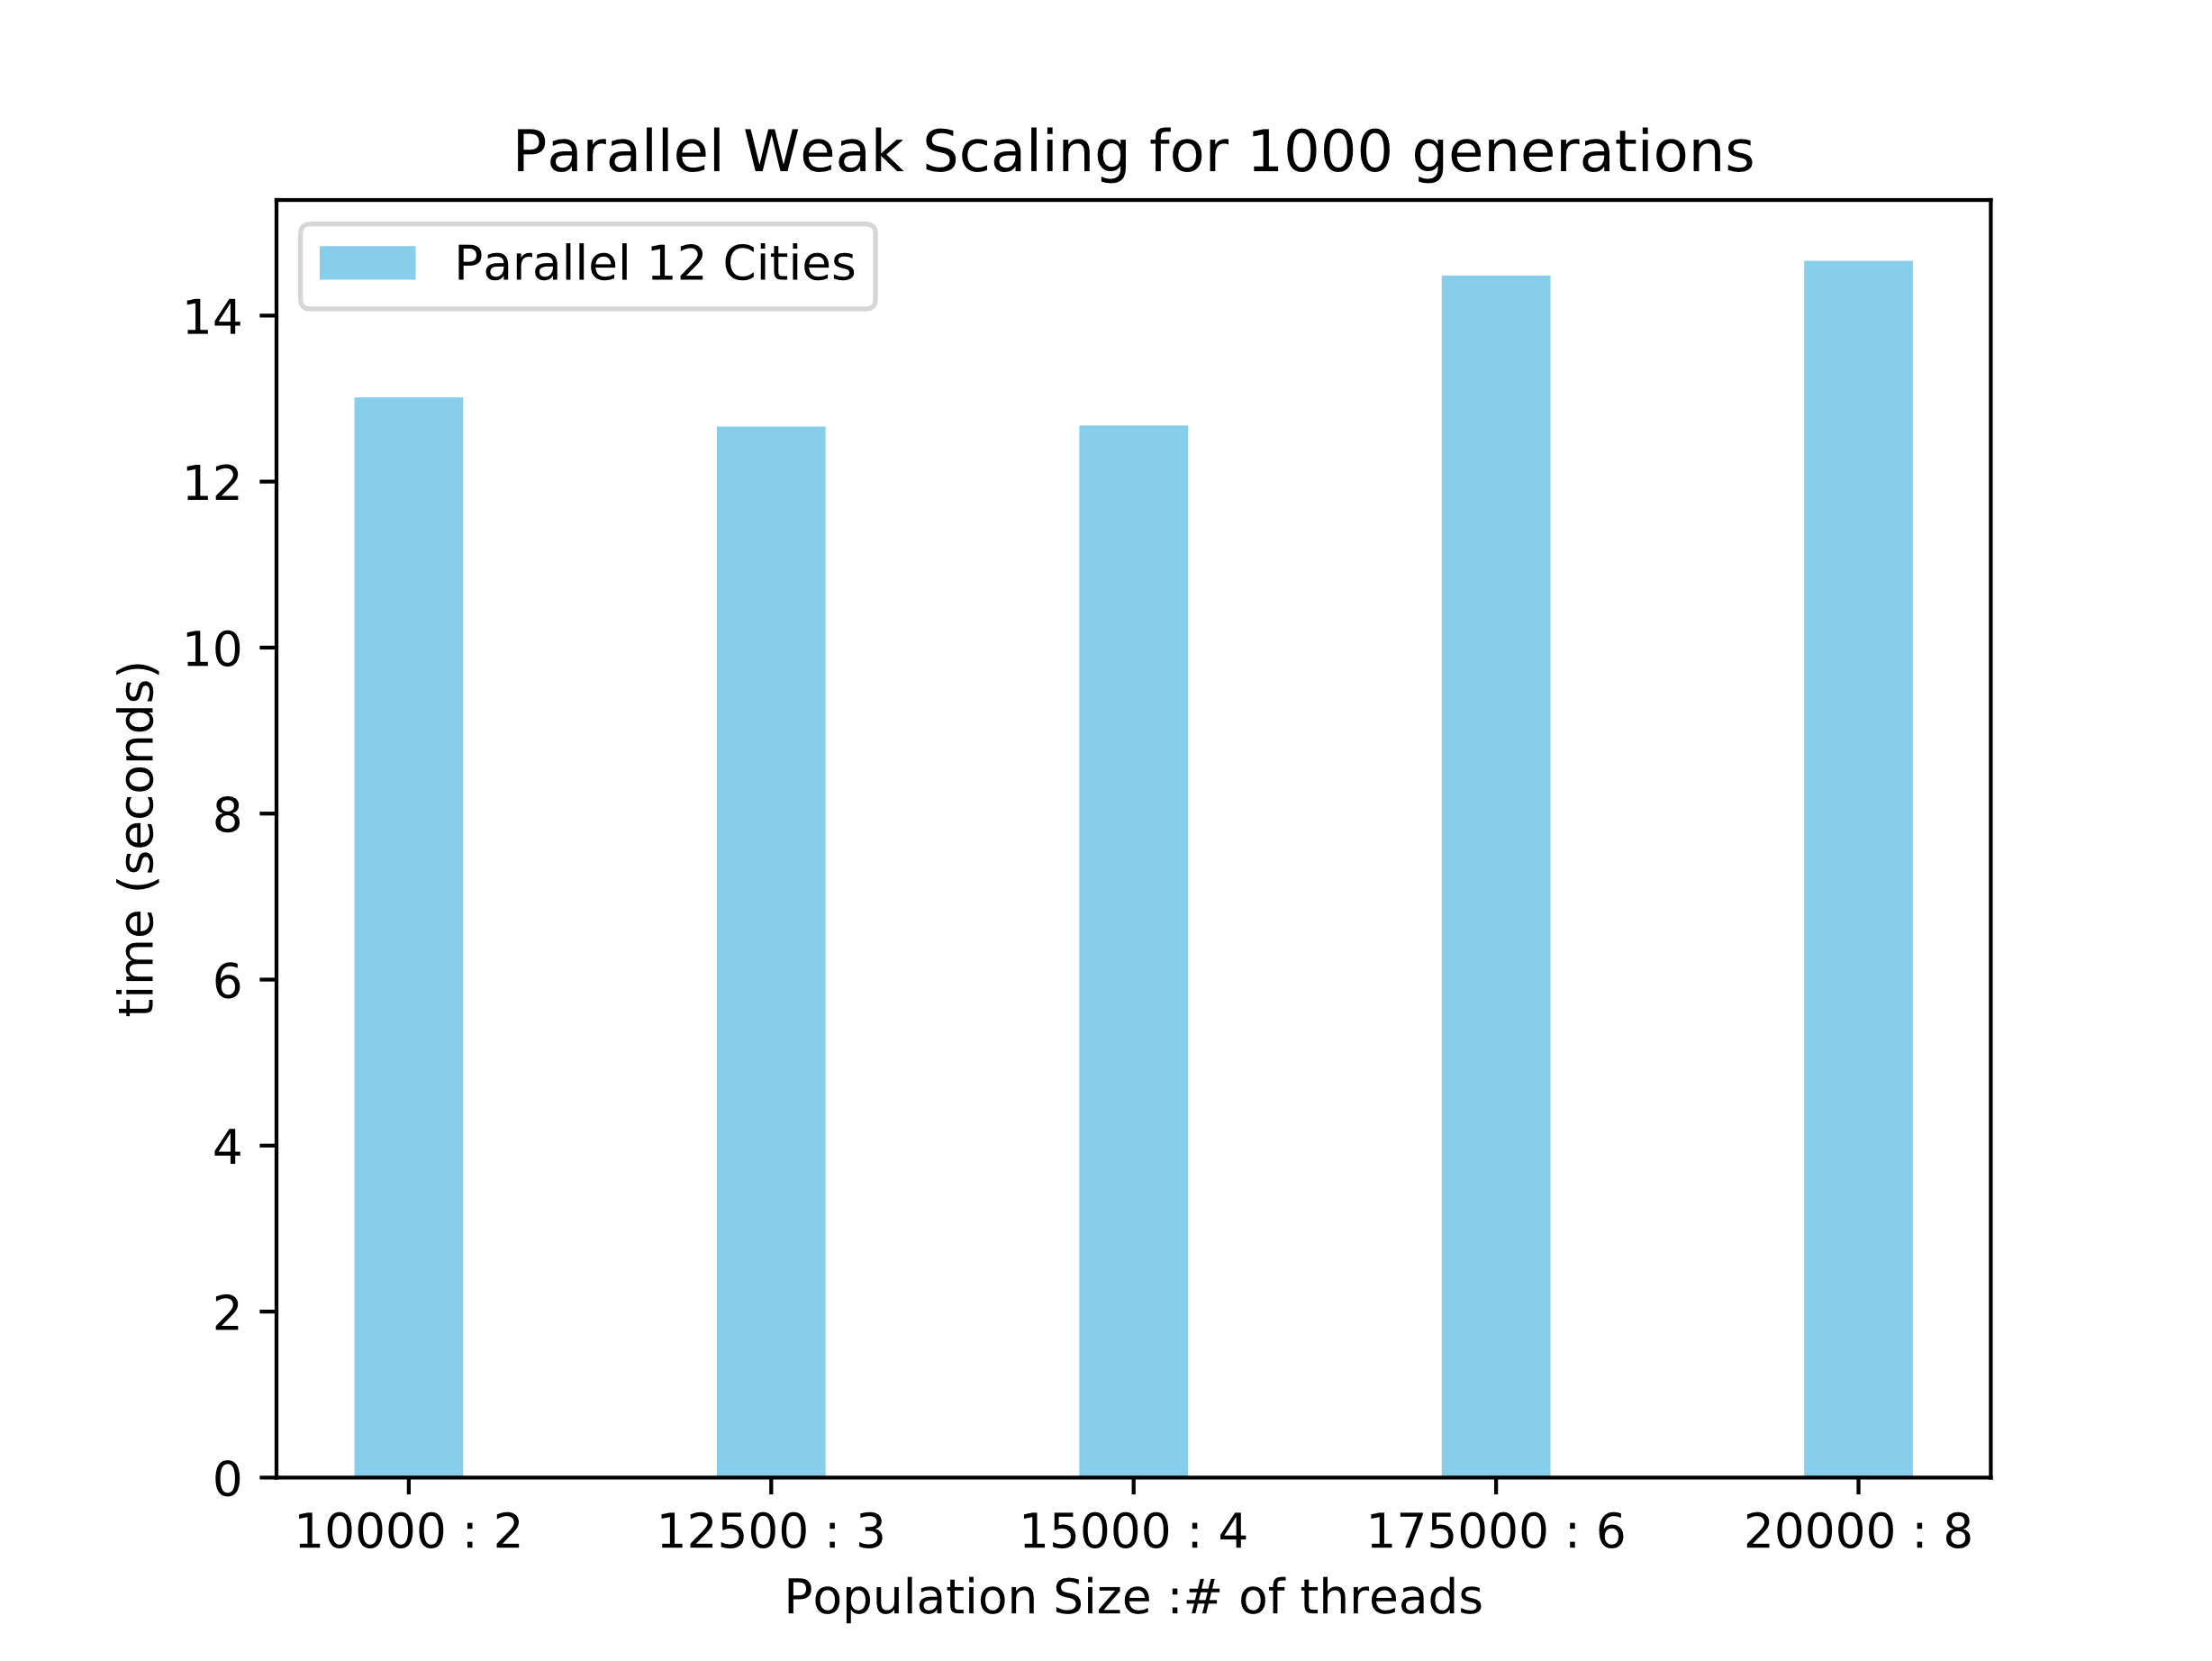 Parallel Weak Scaling for 1000 generations
Parallel 12 Cities
14
12
10
8
6
4
2
0
time (seconds)
10000 : 2 12500 : 3 15000 : 4 175000 : 6 20000 : 8
Population Size :# of threads